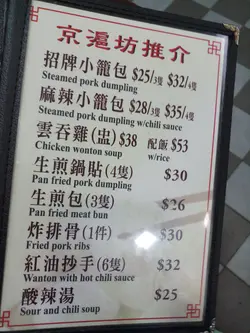 京滬坊推介
招牌小籠包 $25/3隻 $32/4隻
Steamed pork dumpling
麻辣小籠包 $28/3隻 $35/4隻
Steamed pork dumpling w/chili sauce
雲吞雞(盅) $38 配飯 $53
Chicken wonton soup w/rice
生煎鍋貼(4隻) $30
Pan fried pork dumpling
生煎包(3隻) $26
Pan fried meat bun
炸排骨(1件) $30
Fried pork ribs
紅油抄手(6隻) $32
Wanton with hot chili sauce
酸辣湯 $25
Sour and chili soup